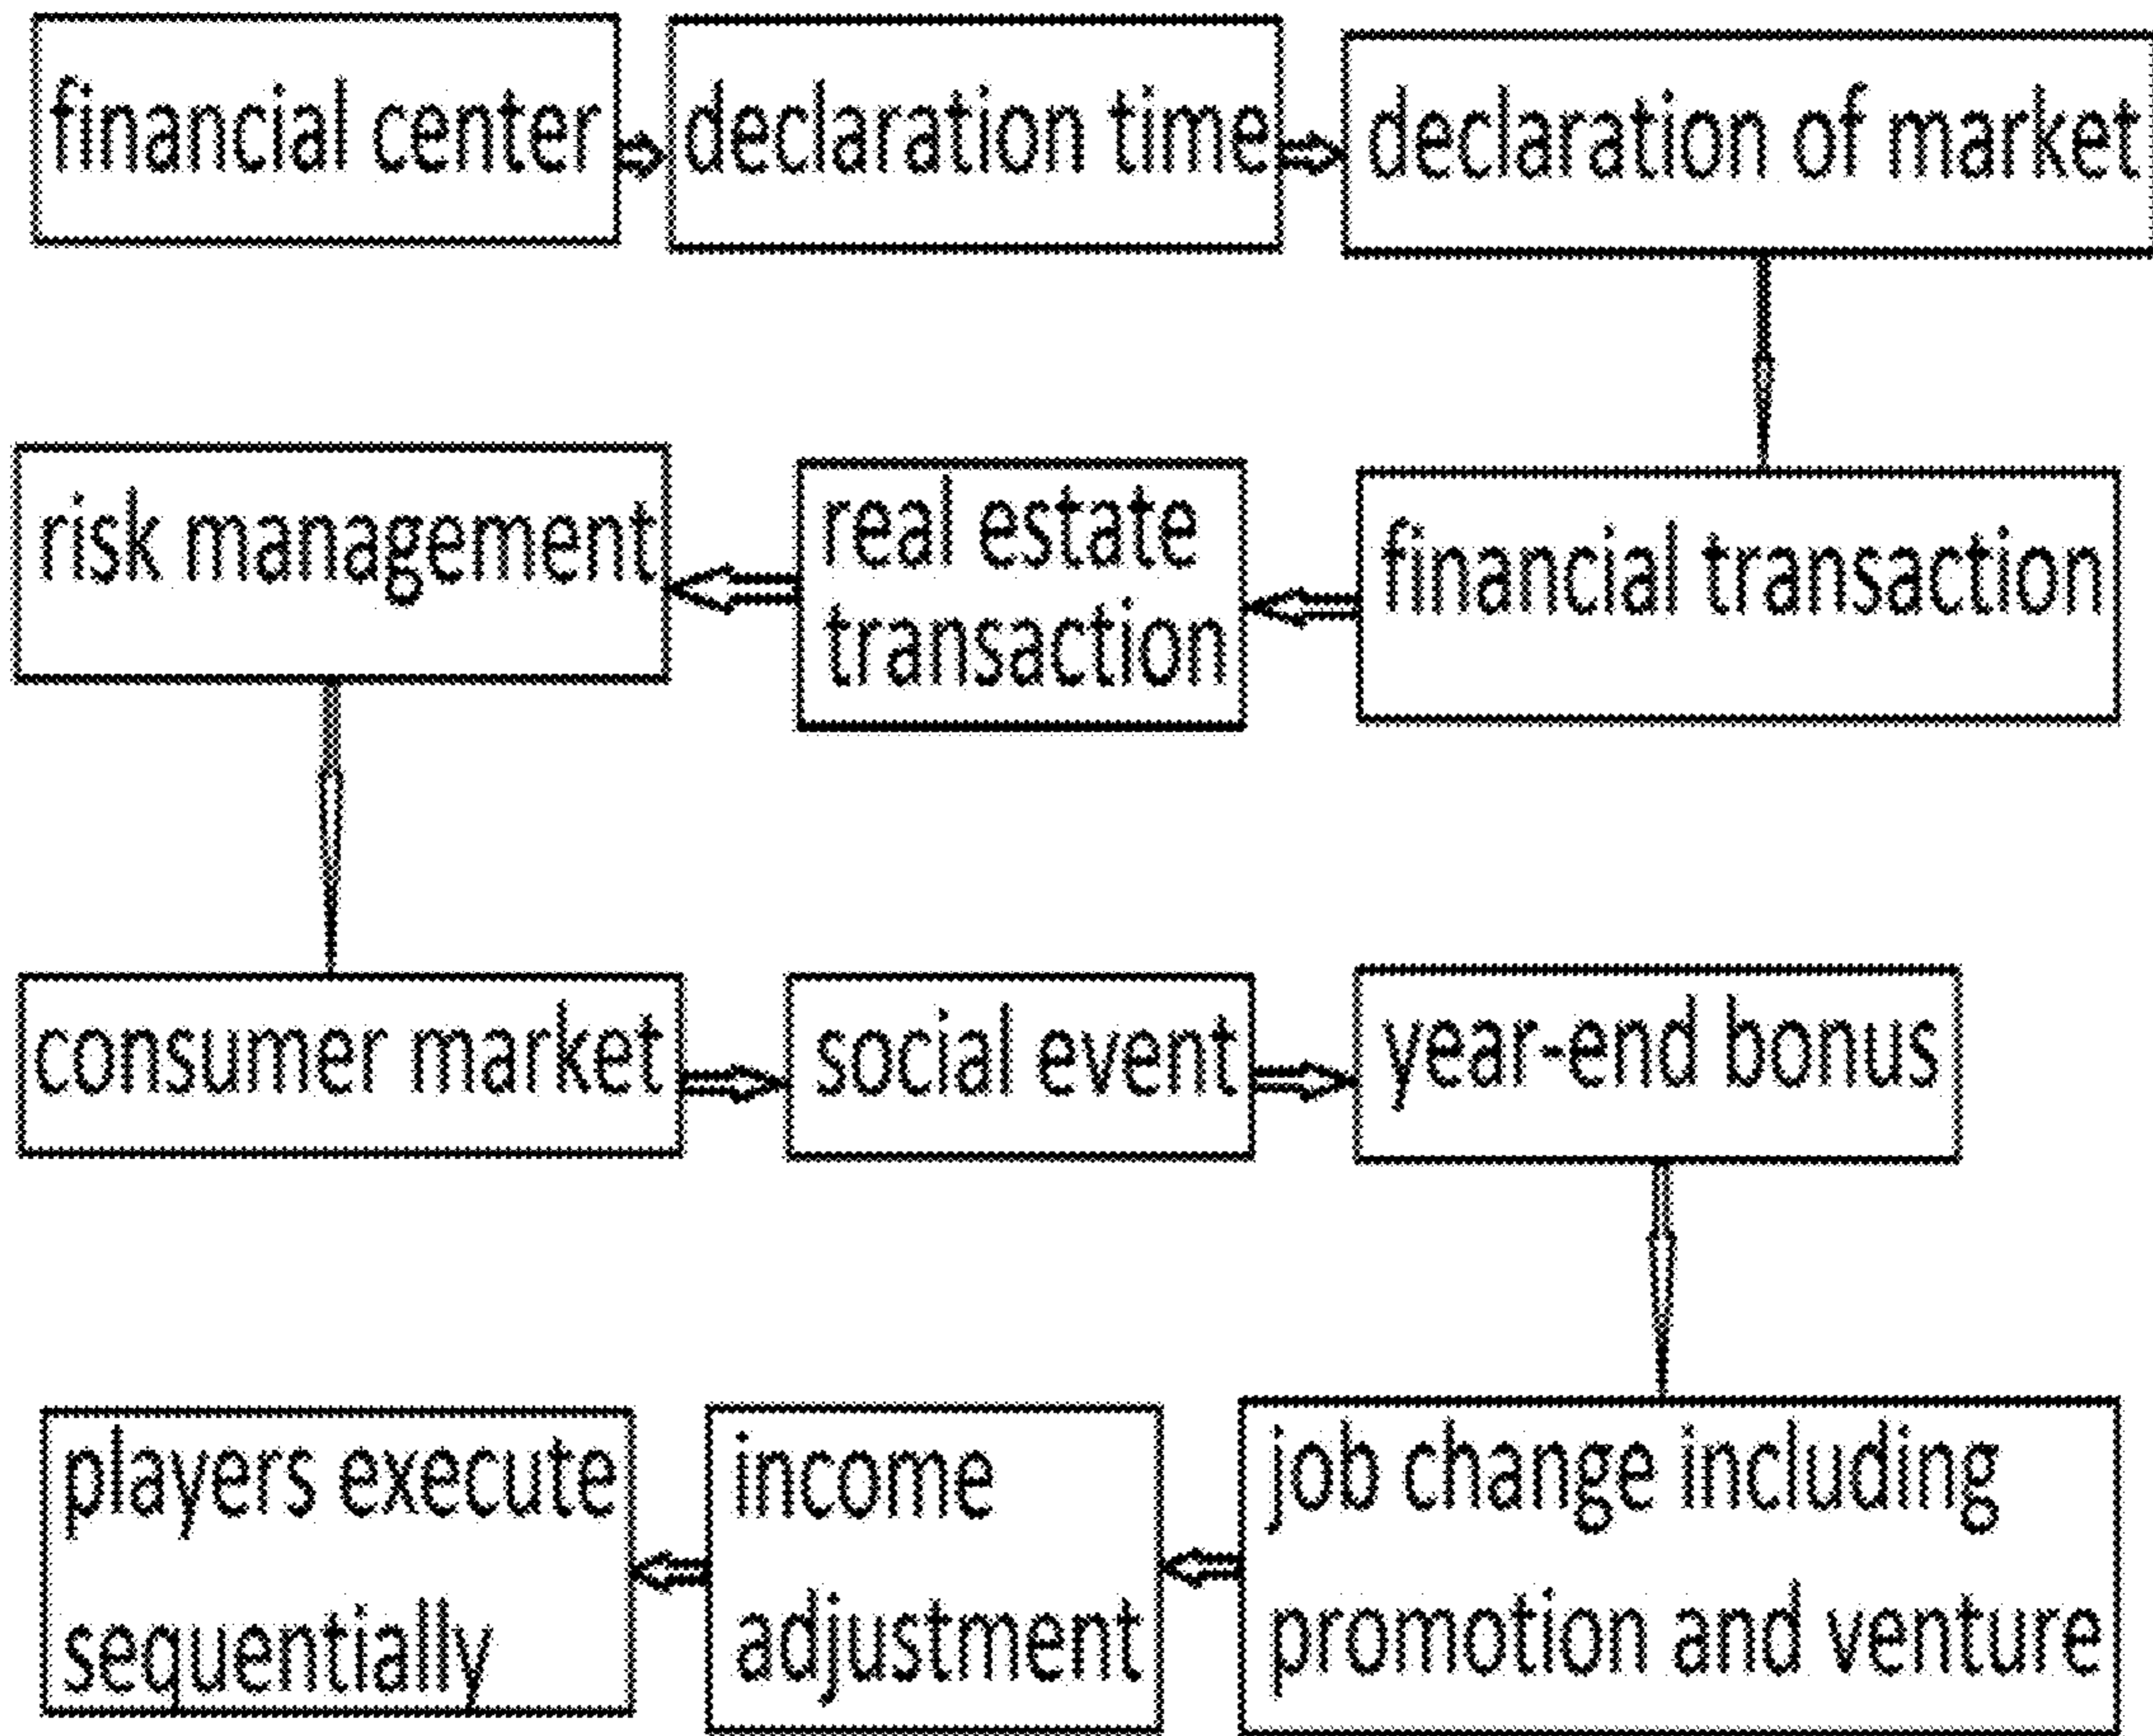 financial center
declaration time
declaration of market
risk management
real estate
transaction
financial transaction
consumer market
social event
year-end bonus
players execute
sequentially
income
adjustment
job change including
promotion and venture